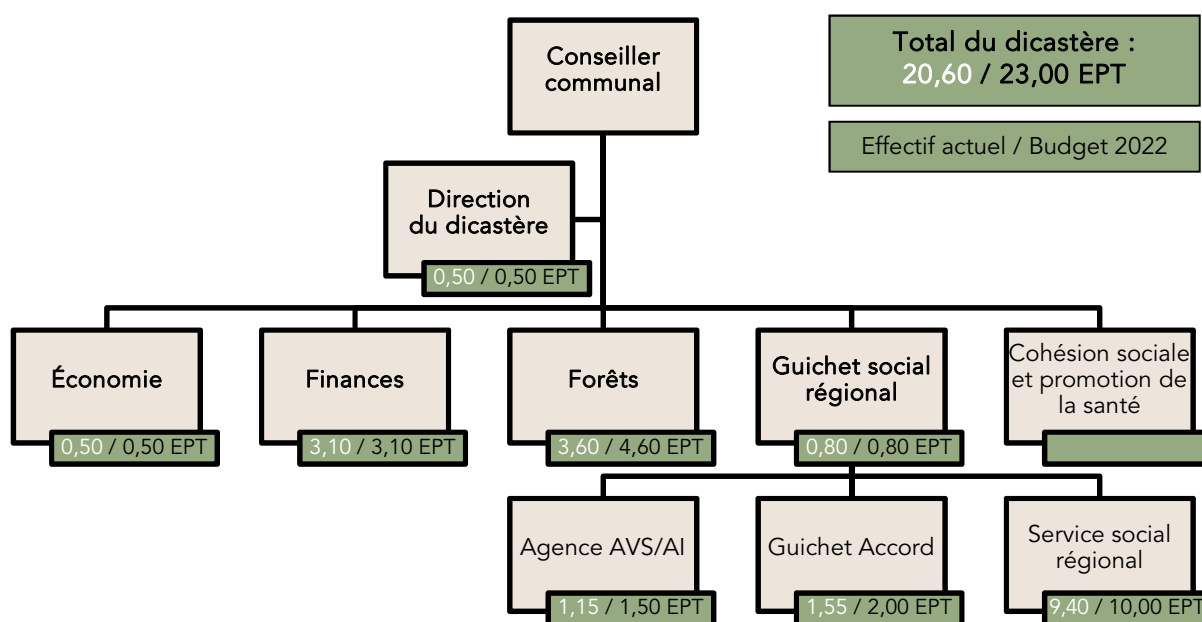 Conseiller
communal
Total du dicastère :
20,60 / 23,00 EPT
Effectif actuel / Budget 2022
Direction
du dicastère
0,50 / 0,50 EPT
Économie
0,50 / 0,50 EPT
Finances
3,10 / 3,10 EPT
Forêts
3,60 / 4,60 EPT
Guichet social
régional
0,80 / 0,80 EPT
Cohésion sociale
et promotion de
la santé
Agence AVS/AI
1,15 / 1,50 EPT
Guichet Accord
1,55 / 2,00 EPT
Service social
régional
9,40 / 10,00 EPT